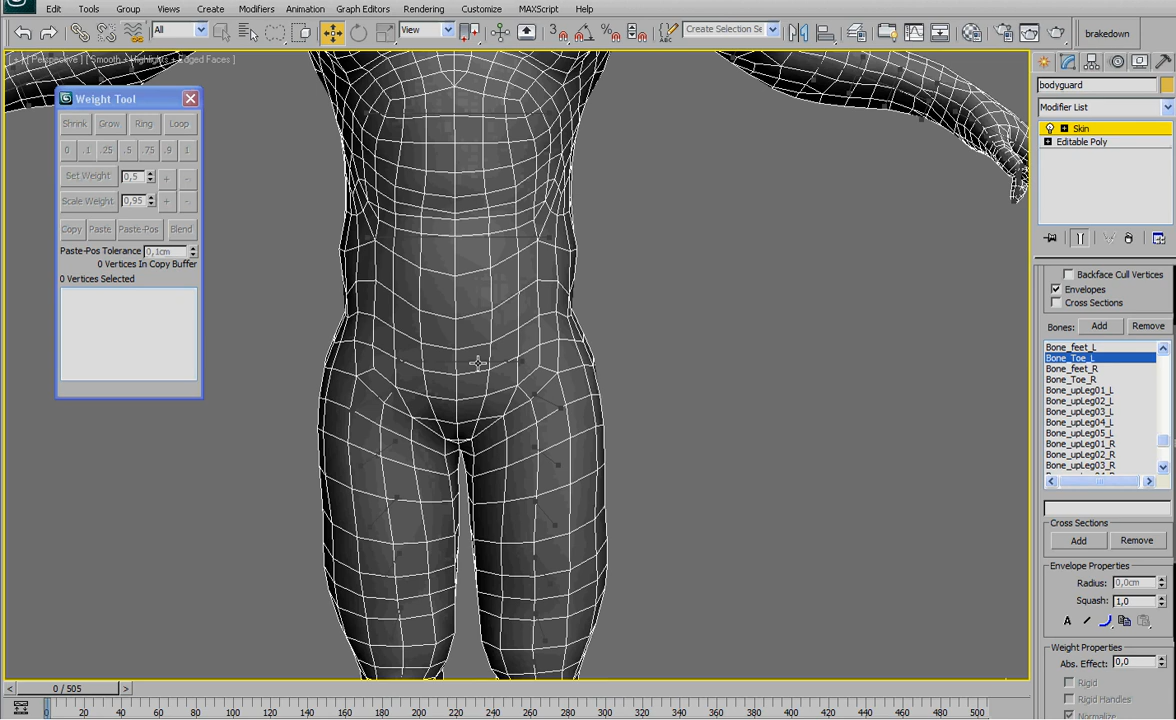 Edit Tools Group Views Create Modifiers Animation Graph Editors Rendering Customize MAXScript Help
All View Create Selection Se brakedown
[ + ] [ Perspective ] [ Smooth + Highlights + Edged Faces ]
Weight Tool
Shrink Grow Ring Loop
0 .1 .25 .5 .75 .9 1
Set Weight 0,5 + -
Scale Weight 0,95 + -
Copy Paste Paste-Pos Blend
Paste-Pos Tolerance 0,1cm
0 Vertices In Copy Buffer
0 Vertices Selected
bodyguard
Modifier List
Skin
Editable Poly
Backface Cull Vertices
Envelopes
Cross Sections
Bones: Add Remove
Bone_feet_L
Bone_Toe_L
Bone_feet_R
Bone_Toe_R
Bone_upLeg01_L
Bone_upLeg02_L
Bone_upLeg03_L
Bone_upLeg04_L
Bone_upLeg05_L
Bone_upLeg01_R
Bone_upLeg02_R
Bone_upLeg03_R
Cross Sections
Add Remove
Envelope Properties
Radius: 0,0cm
Squash: 1,0
A
Weight Properties
Abs. Effect: 0,0
Rigid
Rigid Handles
Normalize
< 0 / 505 >
0 20 40 60 80 100 120 140 160 180 200 220 240 260 280 300 320 340 360 380 400 420 440 460 480 500